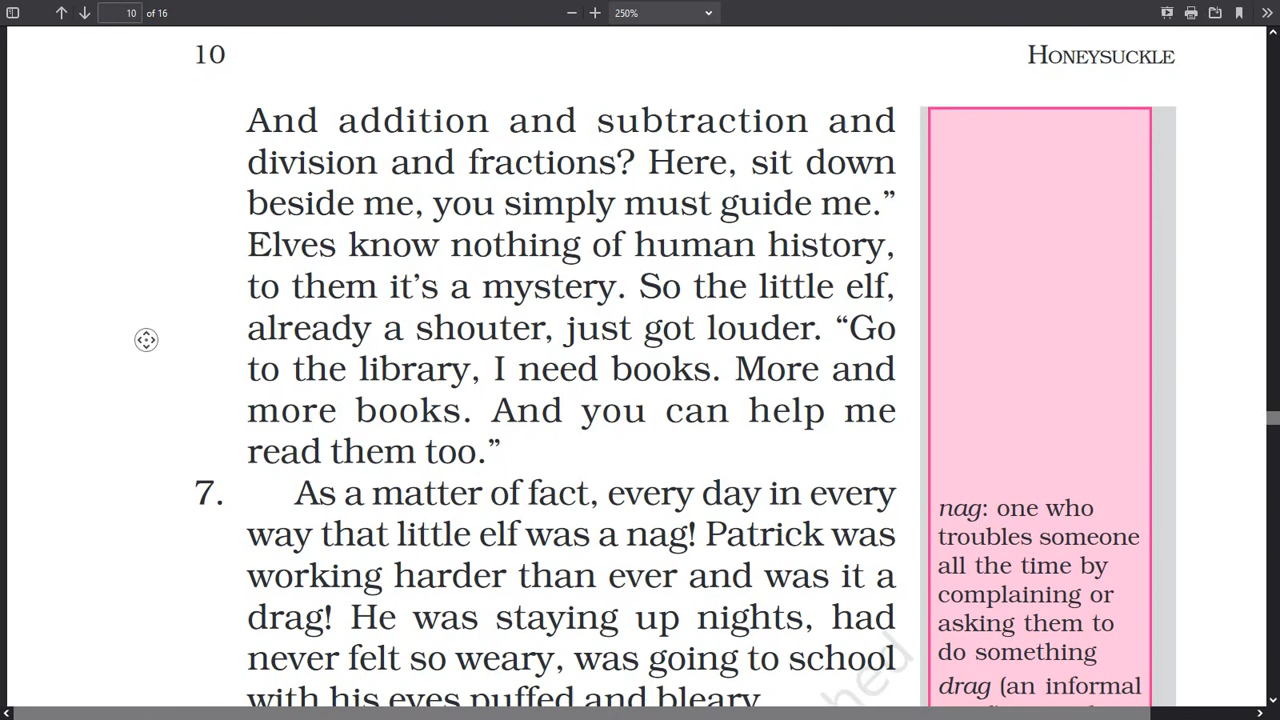 10 of 16
250%
10
HONEYSUCKLE
And addition and subtraction and
division and fractions? Here, sit down
beside me, you simply must guide me.”
Elves know nothing of human history,
to them it’s a mystery. So the little elf,
already a shouter, just got louder. “Go
to the library, I need books. More and
more books. And you can help me
read them too.”
7. As a matter of fact, every day in every
way that little elf was a nag! Patrick was
working harder than ever and was it a
drag! He was staying up nights, had
never felt so weary, was going to school
with his eyes puffed and bleary.
nag: one who
troubles someone
all the time by
complaining or
asking them to
do something
drag (an informal